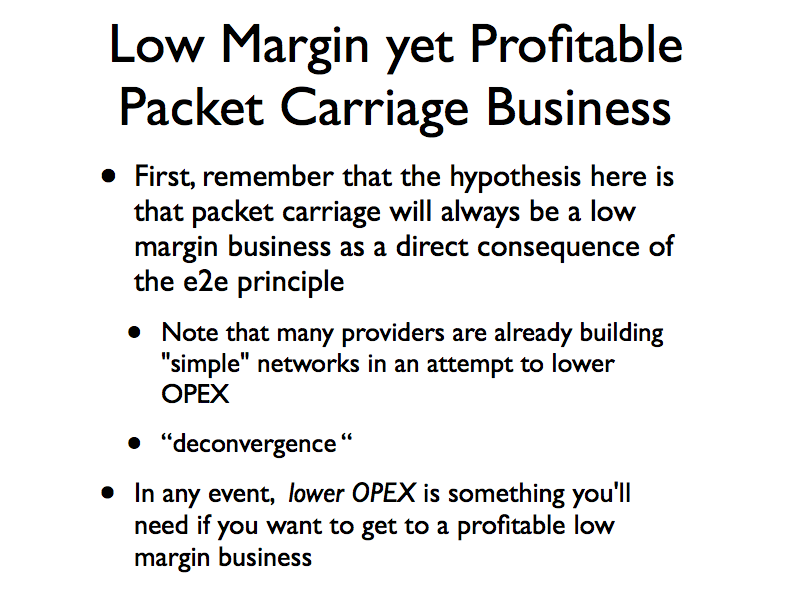 Low Margin yet Profitable
Packet Carriage Business
• First, remember that the hypothesis here is
that packet carriage will always be a low
margin business as a direct consequence of
the e2e principle
• Note that many providers are already building
"simple" networks in an attempt to lower
OPEX
• “deconvergence “
• In any event,  lower OPEX is something you'll
need if you want to get to a profitable low
margin business